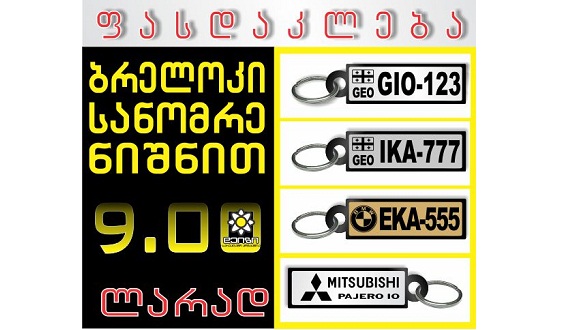 ფასდაკლება
ბრელოკი
სანომრე
ნიშნით
9.00
ლარად
GEO GIO-123
GEO IKA-777
EKA-555
MITSUBISHI
PAJERO IO